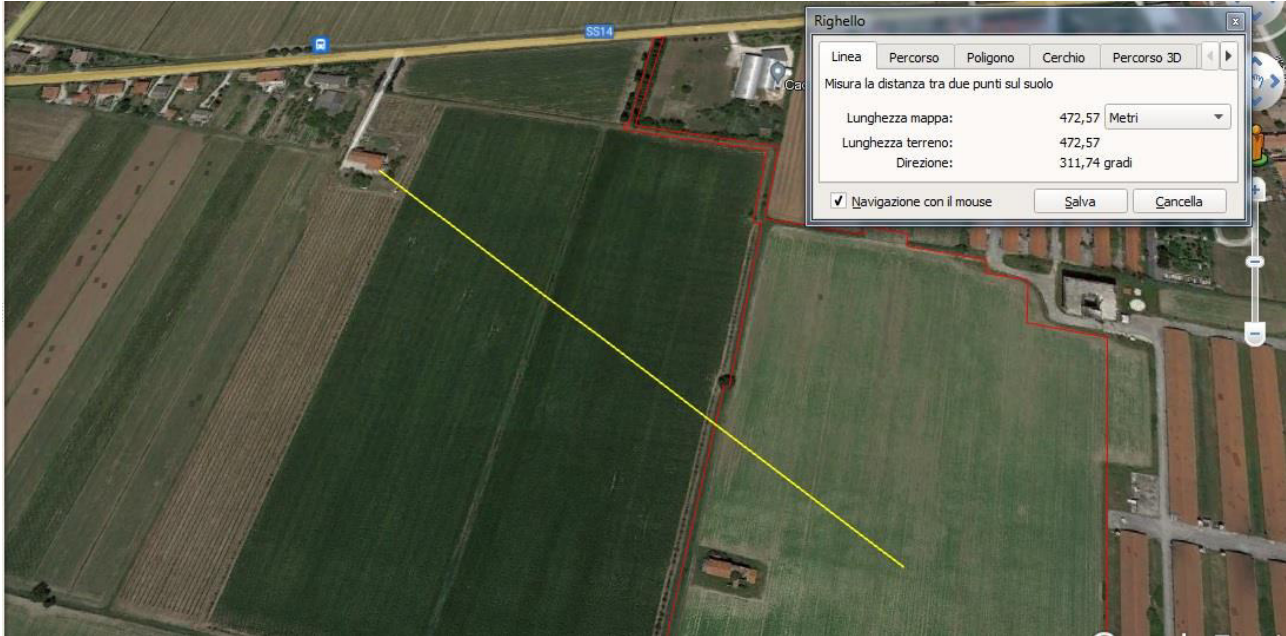 SS14
Cao
Righello
Linea Percorso Poligono Cerchio Percorso 3D
Misura la distanza tra due punti sul suolo
Lunghezza mappa: 472,57 Metri
Lunghezza terreno: 472,57
Direzione: 311,74 gradi
Navigazione con il mouse Salva Cancella